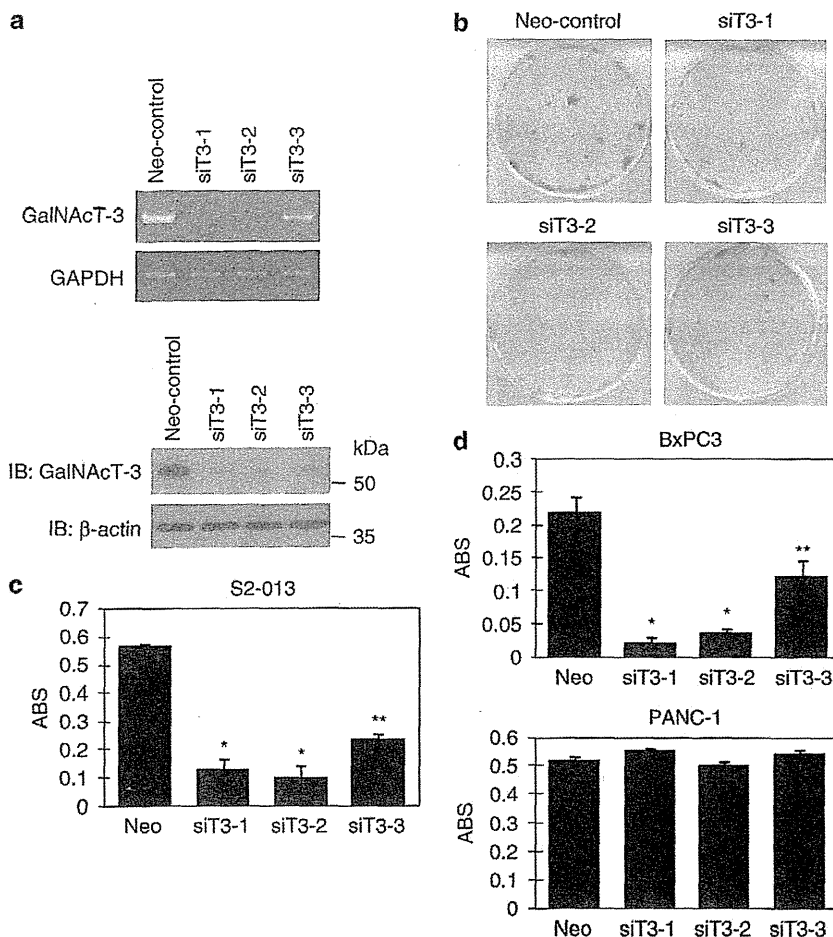 a
Neo-control
siT3-1
siT3-2
siT3-3
GalNAcT-3
GAPDH
Neo-control
siT3-1
siT3-2
siT3-3
kDa
IB: GalNAcT-3
50
IB: β-actin
35
b
Neo-control
siT3-1
siT3-2
siT3-3
c
S2-013
ABS
0.7
0.6
0.5
0.4
0.3
0.2
0.1
0
*
*
**
Neo
siT3-1
siT3-2
siT3-3
d
BxPC3
ABS
0.3
0.25
0.2
0.15
0.1
0.05
0
*
*
**
Neo
siT3-1
siT3-2
siT3-3
PANC-1
ABS
0.6
0.5
0.4
0.3
0.2
0.1
0
Neo
siT3-1
siT3-2
siT3-3